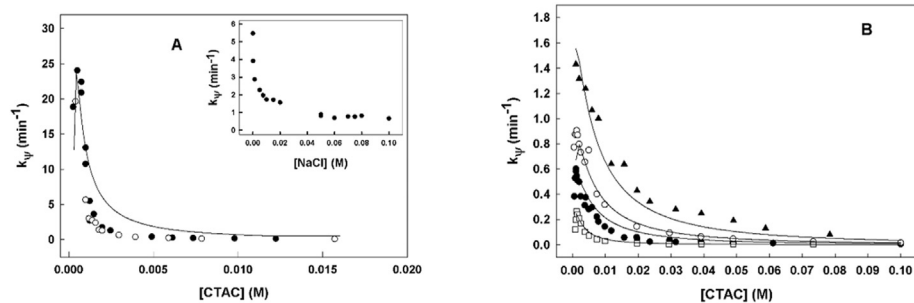 A
k_Ψ (min⁻¹)
30
25
20
15
10
5
0
0.000 0.005 0.010 0.015 0.020
[CTAC] (M)
k_Ψ (min⁻¹)
6
5
4
3
2
1
0
0.00 0.02 0.04 0.06 0.08 0.10
[NaCl] (M)
B
k_Ψ (min⁻¹)
1.8
1.6
1.4
1.2
1.0
0.8
0.6
0.4
0.2
0.0
0.00 0.01 0.02 0.03 0.04 0.05 0.06 0.07 0.08 0.09 0.10
[CTAC] (M)